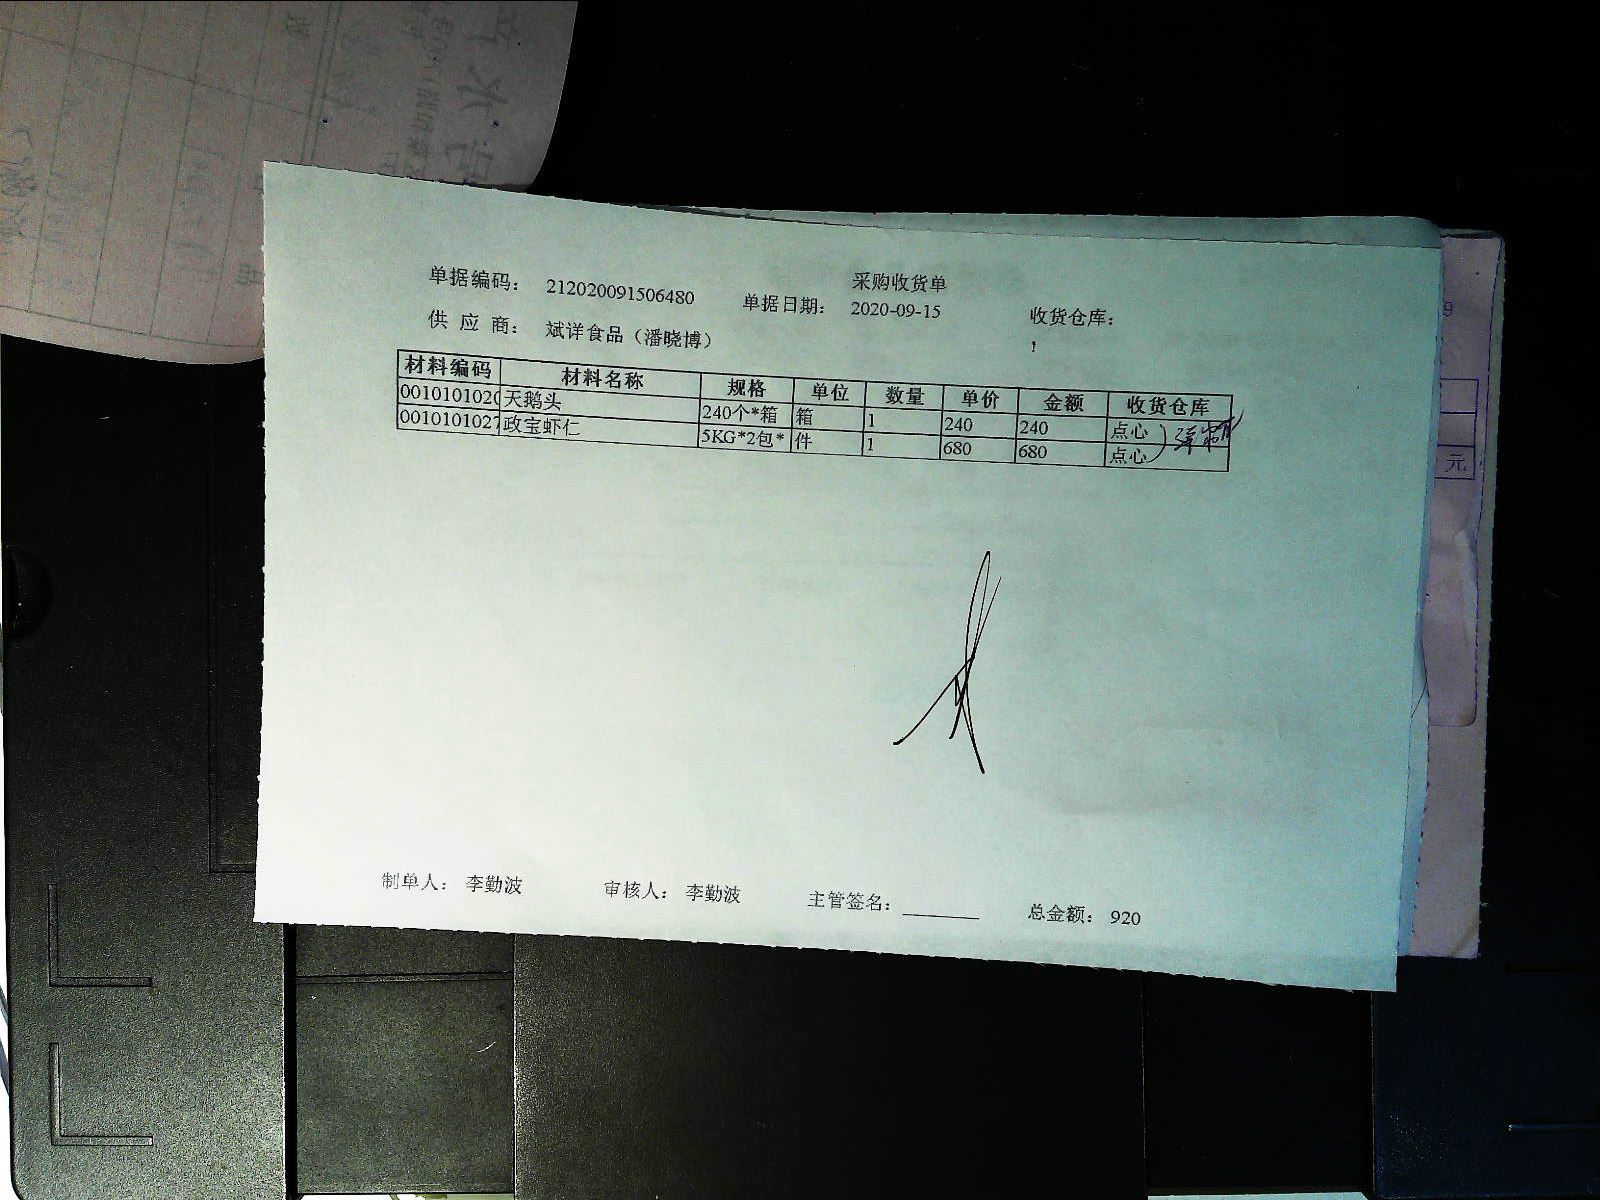 采购收货单
单据编码： 212020091506480 单据日期： 2020-09-15 收货仓库：
供 应 商： 斌详食品（潘晓博）
材料编码 材料名称 规格 单位 数量 单价 金额 收货仓库
0010101020 天鹅头 240个*箱 箱 1 240 240 点心
0010101027 政宝虾仁 5KG*2包* 件 1 680 680 点心
制单人： 李勤波 审核人： 李勤波 主管签名： 总金额： 920
元